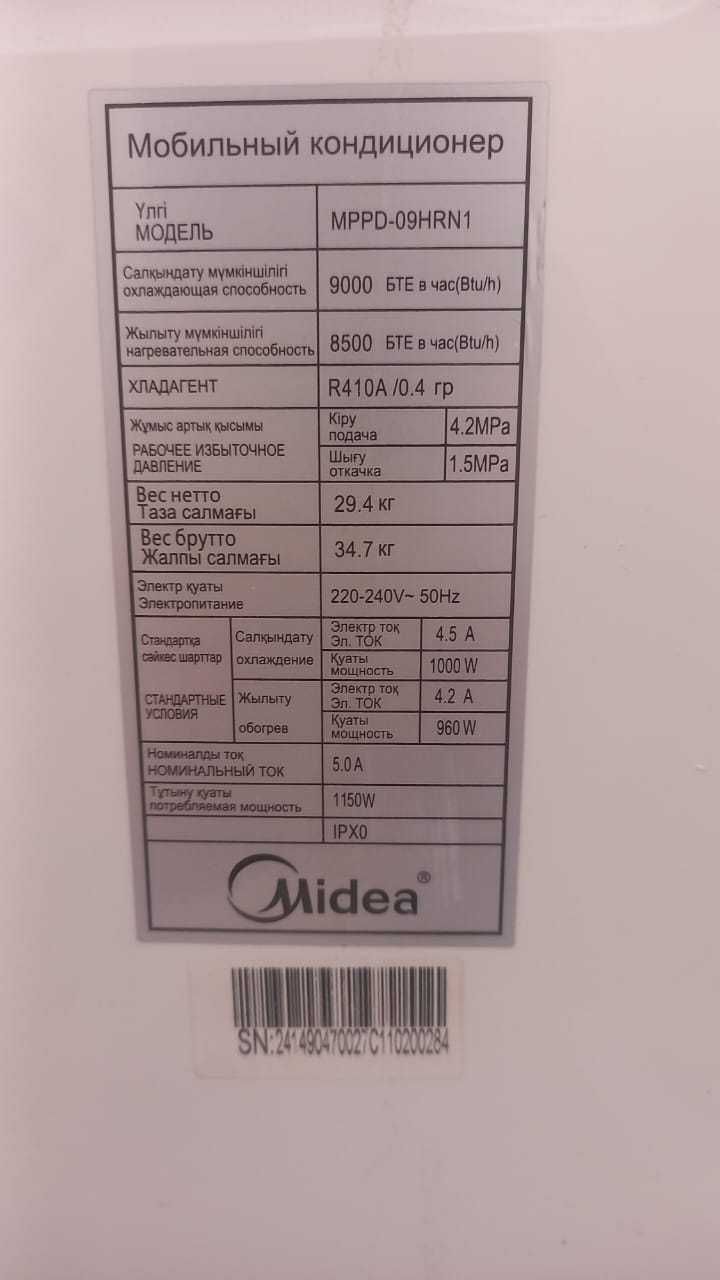 Мобильный кондиционер
Үлгі
МОДЕЛЬ
MPPD-09HRN1
Салқындату мүмкіншілігі
охлаждающая способность
9000 БТЕ в час(Btu/h)
Жылыту мүмкіншілігі
нагревательная способность
8500 БТЕ в час(Btu/h)
ХЛАДАГЕНТ
R410A /0.4 гр
Жұмыс артық қысымы
РАБОЧЕЕ ИЗБЫТОЧНОЕ
ДАВЛЕНИЕ
Кіру
подача
4.2MPa
Шығу
откачка
1.5MPa
Вес нетто
Таза салмағы
29.4 кг
Вес брутто
Жалпы салмағы
34.7 кг
Электр қуаты
Электропитание
220-240V~ 50Hz
Стандартқа
сәйкес шарттар
СТАНДАРТНЫЕ
УСЛОВИЯ
Салқындату
охлаждение
Электр тоқ
Эл. ТОК
4.5 A
Қуаты
мощность
1000 W
Жылыту
обогрев
Электр тоқ
Эл. ТОК
4.2 A
Қуаты
мощность
960 W
Номиналды тоқ
НОМИНАЛЬНЫЙ ТОК
5.0 A
Тұтыну қуаты
потребляемая мощность
1150W
IPX0
Midea®
SN:241490470027C110200284